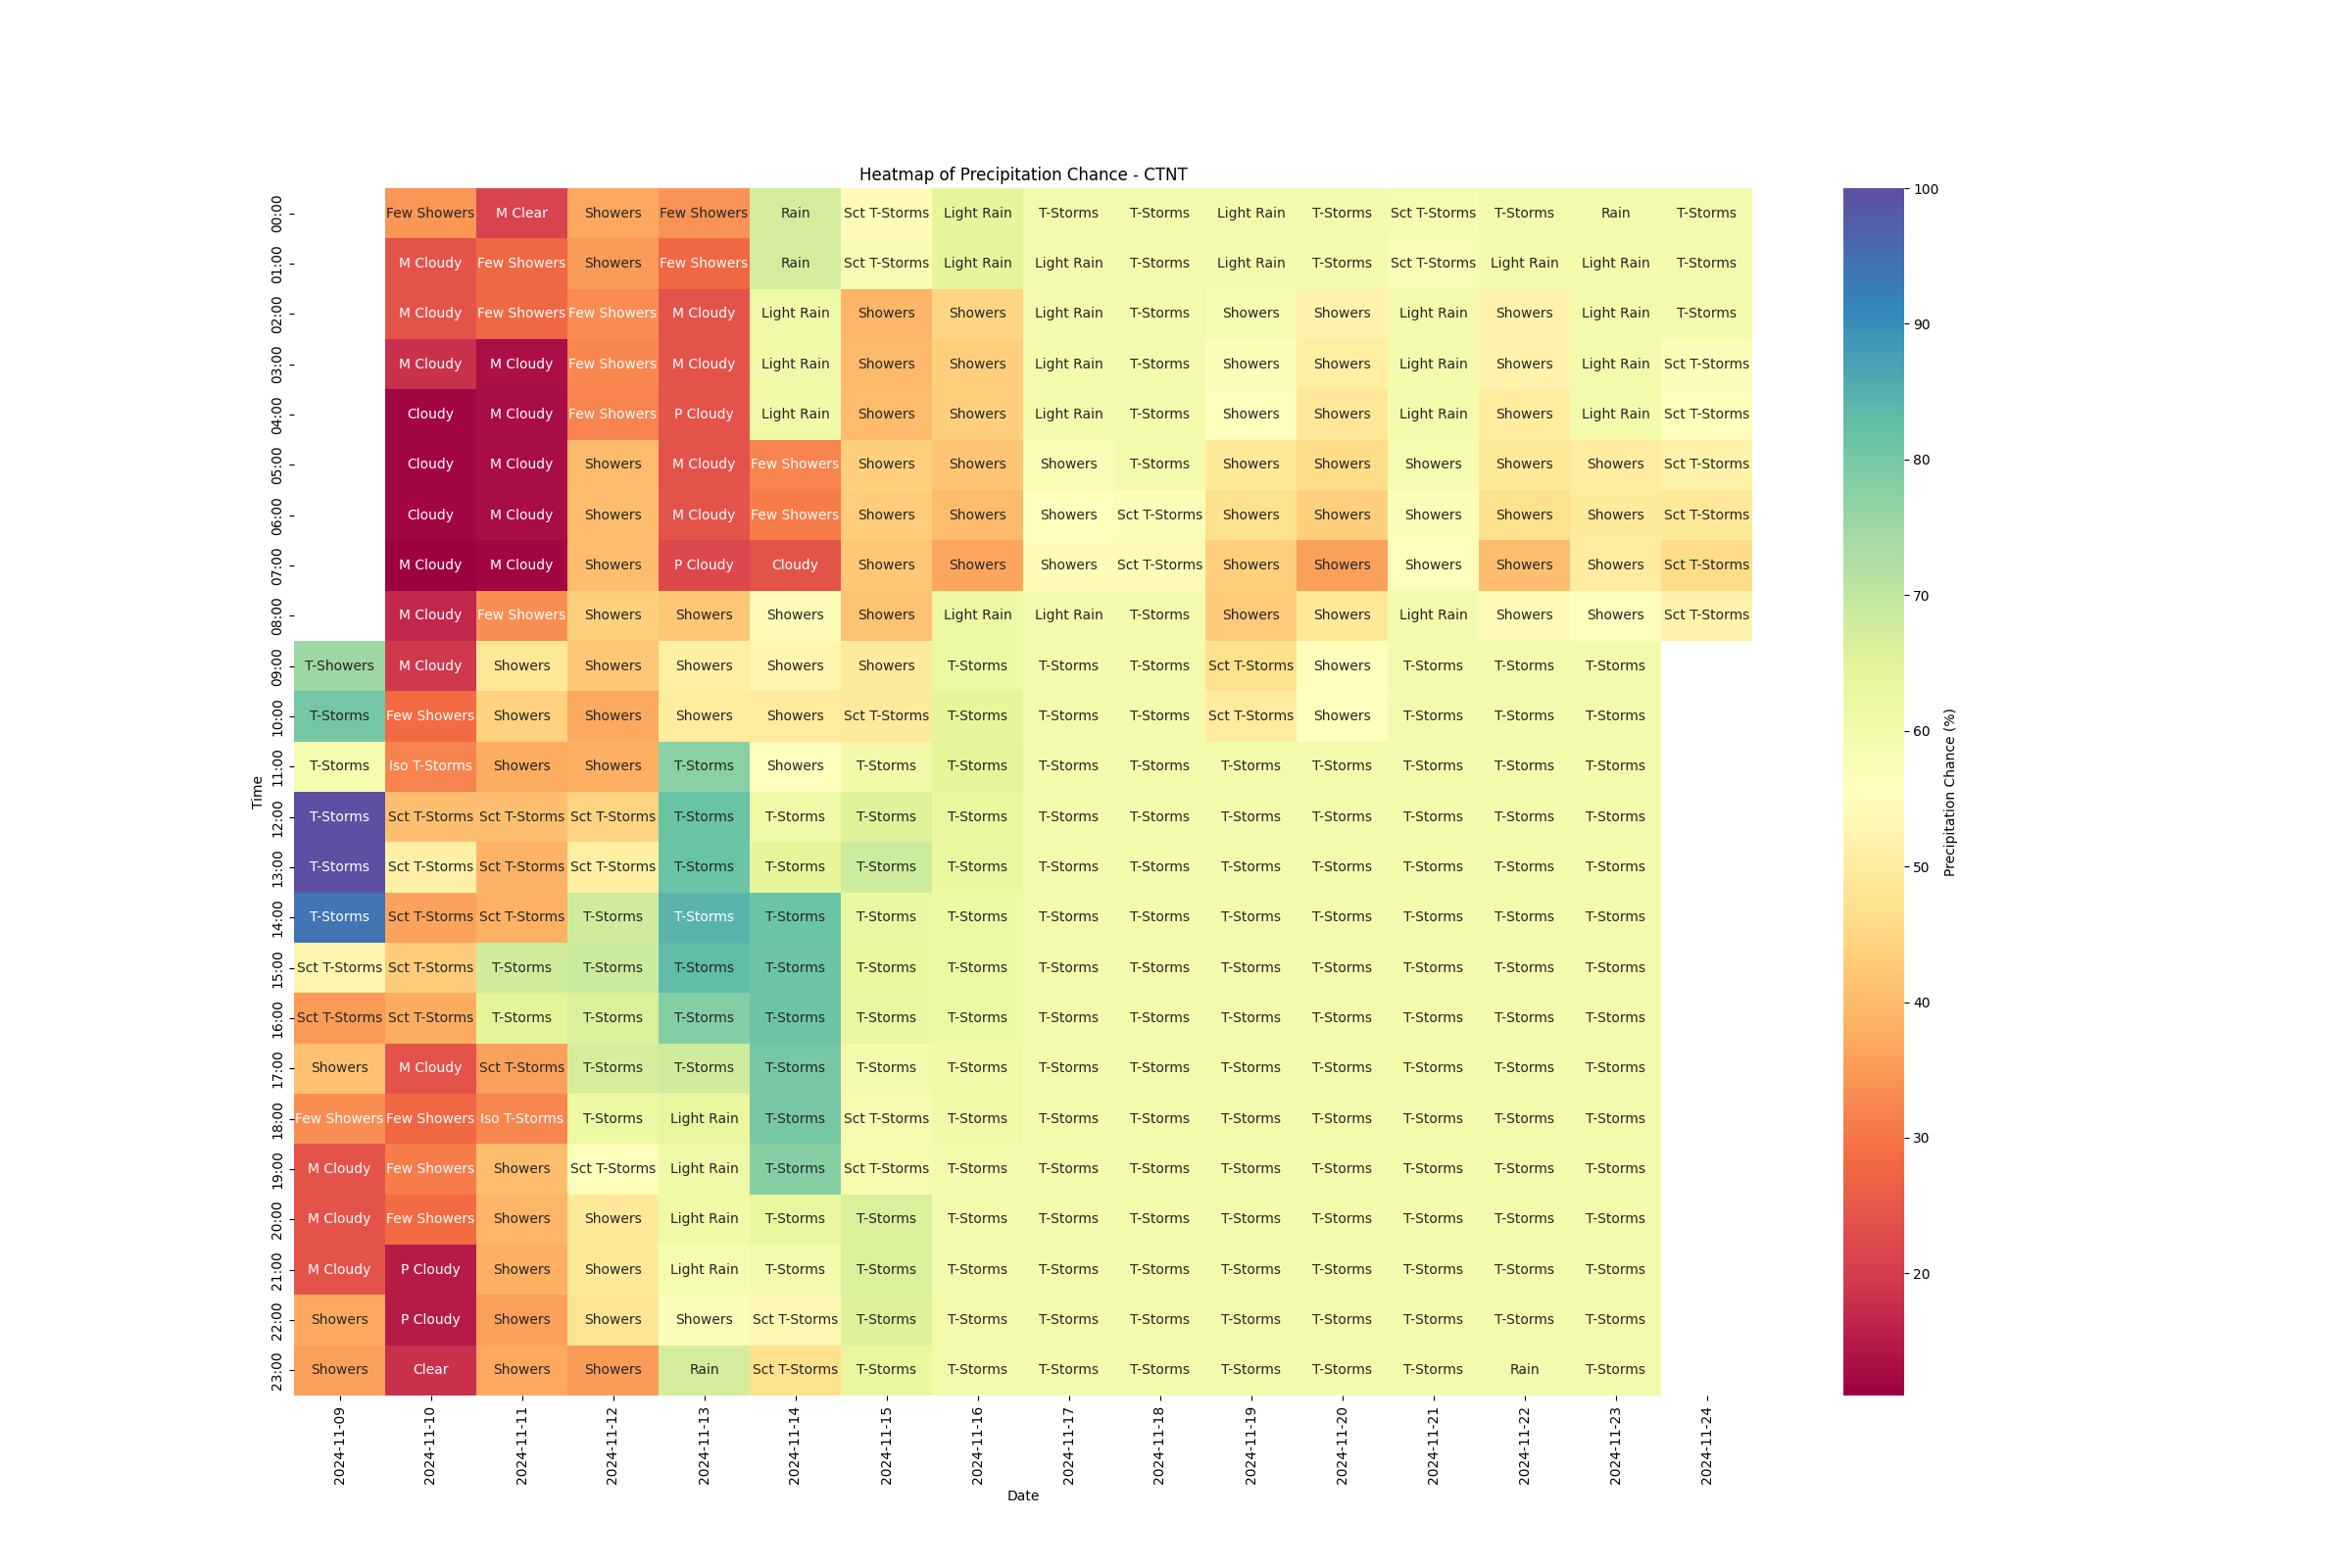 Heatmap of Precipitation Chance - CTNT
00:00 Few Showers M Clear Showers Few Showers Rain Sct T-Storms Light Rain T-Storms T-Storms Light Rain T-Storms Sct T-Storms T-Storms Rain T-Storms
01:00 M Cloudy Few Showers Showers Few Showers Rain Sct T-Storms Light Rain Light Rain T-Storms Light Rain T-Storms Sct T-Storms Light Rain Light Rain T-Storms
02:00 M Cloudy Few Showers Few Showers M Cloudy Light Rain Showers Showers Light Rain T-Storms Showers Showers Light Rain Showers Light Rain T-Storms
03:00 M Cloudy M Cloudy Few Showers M Cloudy Light Rain Showers Showers Light Rain T-Storms Showers Showers Light Rain Showers Light Rain Sct T-Storms
04:00 Cloudy M Cloudy Few Showers P Cloudy Light Rain Showers Showers Light Rain T-Storms Showers Showers Light Rain Showers Light Rain Sct T-Storms
05:00 Cloudy M Cloudy Showers M Cloudy Few Showers Showers Showers Showers T-Storms Showers Showers Showers Showers Showers Sct T-Storms
06:00 Cloudy M Cloudy Showers M Cloudy Few Showers Showers Showers Showers Sct T-Storms Showers Showers Showers Showers Showers Sct T-Storms
07:00 M Cloudy M Cloudy Showers P Cloudy Cloudy Showers Showers Showers Sct T-Storms Showers Showers Showers Showers Showers Sct T-Storms
08:00 M Cloudy Few Showers Showers Showers Showers Showers Light Rain Light Rain T-Storms Showers Showers Light Rain Showers Showers Sct T-Storms
09:00 T-Showers M Cloudy Showers Showers Showers Showers Showers T-Storms T-Storms T-Storms Sct T-Storms Showers T-Storms T-Storms T-Storms
10:00 T-Storms Few Showers Showers Showers Showers Showers Sct T-Storms T-Storms T-Storms T-Storms Sct T-Storms Showers T-Storms T-Storms T-Storms
11:00 T-Storms Iso T-Storms Showers Showers T-Storms Showers T-Storms T-Storms T-Storms T-Storms T-Storms T-Storms T-Storms T-Storms T-Storms
12:00 T-Storms Sct T-Storms Sct T-Storms Sct T-Storms T-Storms T-Storms T-Storms T-Storms T-Storms T-Storms T-Storms T-Storms T-Storms T-Storms T-Storms
13:00 T-Storms Sct T-Storms Sct T-Storms Sct T-Storms T-Storms T-Storms T-Storms T-Storms T-Storms T-Storms T-Storms T-Storms T-Storms T-Storms T-Storms
14:00 T-Storms Sct T-Storms Sct T-Storms T-Storms T-Storms T-Storms T-Storms T-Storms T-Storms T-Storms T-Storms T-Storms T-Storms T-Storms T-Storms
15:00 Sct T-Storms Sct T-Storms T-Storms T-Storms T-Storms T-Storms T-Storms T-Storms T-Storms T-Storms T-Storms T-Storms T-Storms T-Storms T-Storms
16:00 Sct T-Storms Sct T-Storms T-Storms T-Storms T-Storms T-Storms T-Storms T-Storms T-Storms T-Storms T-Storms T-Storms T-Storms T-Storms T-Storms
17:00 Showers M Cloudy Sct T-Storms T-Storms T-Storms T-Storms T-Storms T-Storms T-Storms T-Storms T-Storms T-Storms T-Storms T-Storms T-Storms
18:00 Few Showers Few Showers Iso T-Storms T-Storms Light Rain T-Storms Sct T-Storms T-Storms T-Storms T-Storms T-Storms T-Storms T-Storms T-Storms T-Storms
19:00 M Cloudy Few Showers Showers Sct T-Storms Light Rain T-Storms Sct T-Storms T-Storms T-Storms T-Storms T-Storms T-Storms T-Storms T-Storms T-Storms
20:00 M Cloudy Few Showers Showers Showers Light Rain T-Storms T-Storms T-Storms T-Storms T-Storms T-Storms T-Storms T-Storms T-Storms T-Storms
21:00 M Cloudy P Cloudy Showers Showers Light Rain T-Storms T-Storms T-Storms T-Storms T-Storms T-Storms T-Storms T-Storms T-Storms T-Storms
22:00 Showers P Cloudy Showers Showers Showers Sct T-Storms T-Storms T-Storms T-Storms T-Storms T-Storms T-Storms T-Storms T-Storms T-Storms
23:00 Showers Clear Showers Showers Rain Sct T-Storms T-Storms T-Storms T-Storms T-Storms T-Storms T-Storms T-Storms Rain T-Storms
Time
2024-11-09 2024-11-10 2024-11-11 2024-11-12 2024-11-13 2024-11-14 2024-11-15 2024-11-16 2024-11-17 2024-11-18 2024-11-19 2024-11-20 2024-11-21 2024-11-22 2024-11-23 2024-11-24
Date
100
90
80
70
60
50
40
30
20
Precipitation Chance (%)